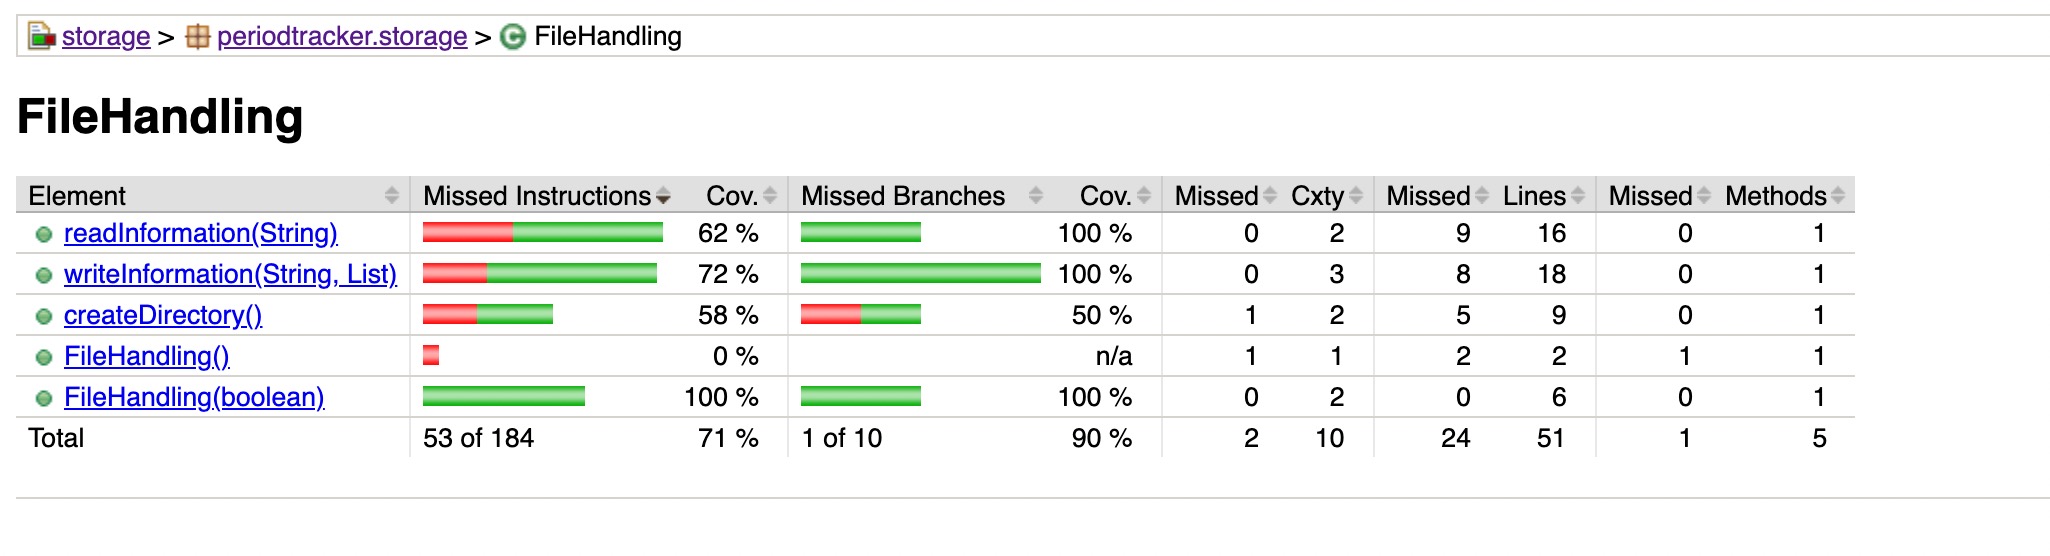 storage > periodtracker.storage > FileHandling
FileHandling
Element Missed Instructions Cov. Missed Branches Cov. Missed Cxty Missed Lines Missed Methods
readInformation(String) 62 % 100 % 0 2 9 16 0 1
writeInformation(String, List) 72 % 100 % 0 3 8 18 0 1
createDirectory() 58 % 50 % 1 2 5 9 0 1
FileHandling() 0 % n/a 1 1 2 2 1 1
FileHandling(boolean) 100 % 100 % 0 2 0 6 0 1
Total 53 of 184 71 % 1 of 10 90 % 2 10 24 51 1 5